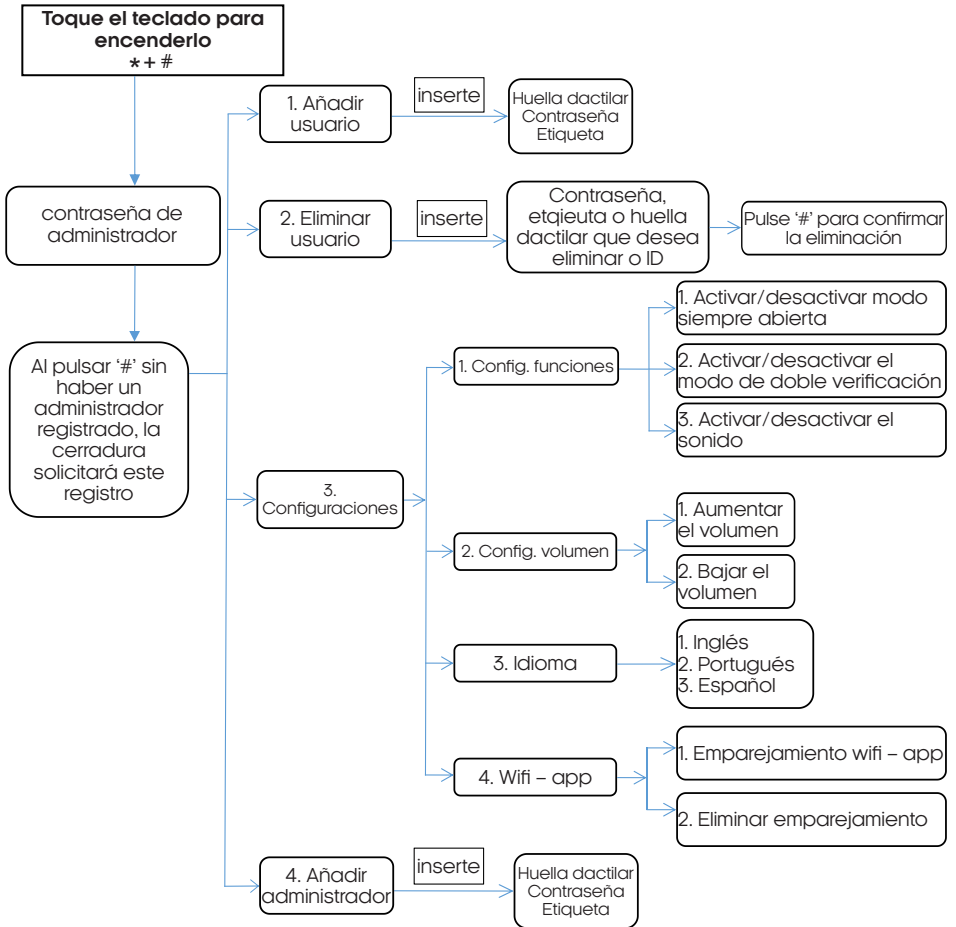 Toque el teclado para
encenderlo
*+#
contraseña de
administrador
Al pulsar ‘#’ sin
haber un
administrador
registrado, la
cerradura
solicitará este
registro
1. Añadir
usuario
inserte
Huella dactilar
Contraseña
Etiqueta
2. Eliminar
usuario
inserte
Contraseña,
etqieuta o huella
dactilar que desea
eliminar o ID
Pulse ‘#’ para confirmar
la eliminación
3.
Configuraciones
1. Config. funciones
1. Activar/desactivar modo
siempre abierta
2. Activar/desactivar el
modo de doble verificación
3. Activar/desactivar el
sonido
2. Config. volumen
1. Aumentar
el volumen
2. Bajar el
volumen
3. Idioma
1. Inglés
2. Portugués
3. Español
4. Wifi – app
1. Emparejamiento wifi – app
2. Eliminar emparejamiento
4. Añadir
administrador
inserte
Huella dactilar
Contraseña
Etiqueta